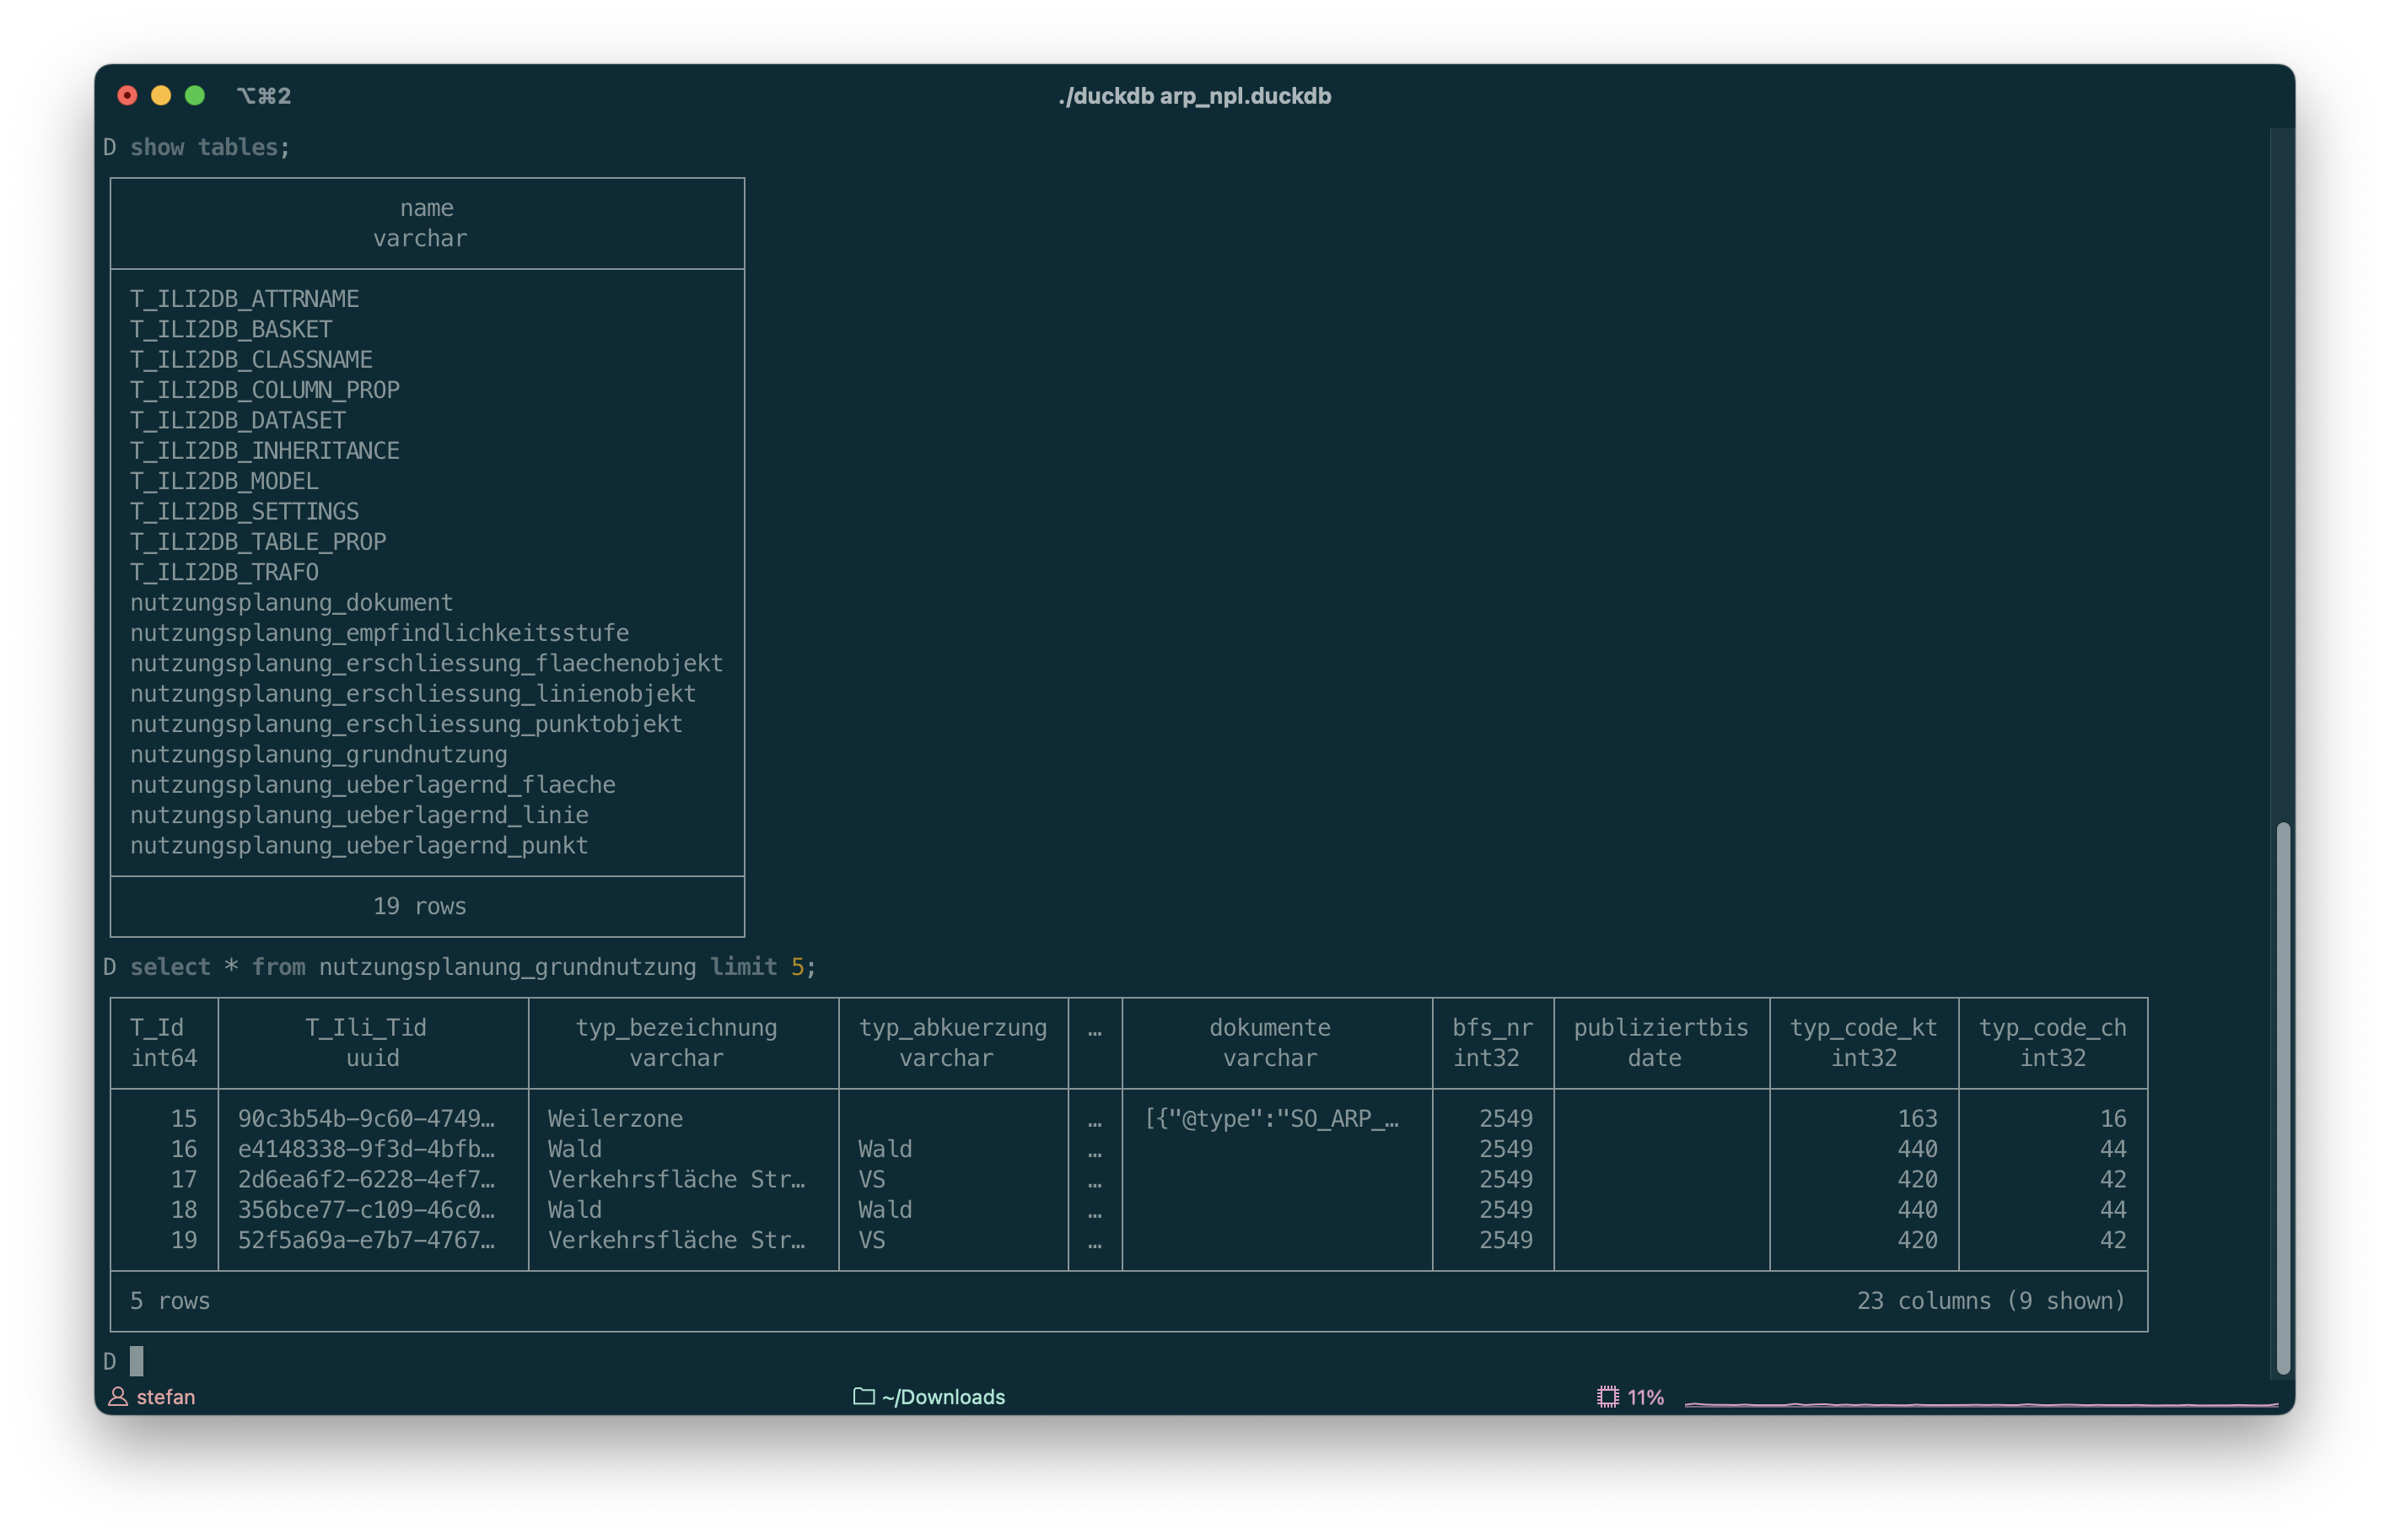 ⌥⌘2 ./duckdb arp_npl.duckdb
D show tables;
name
varchar
T_ILI2DB_ATTRNAME
T_ILI2DB_BASKET
T_ILI2DB_CLASSNAME
T_ILI2DB_COLUMN_PROP
T_ILI2DB_DATASET
T_ILI2DB_INHERITANCE
T_ILI2DB_MODEL
T_ILI2DB_SETTINGS
T_ILI2DB_TABLE_PROP
T_ILI2DB_TRAFO
nutzungsplanung_dokument
nutzungsplanung_empfindlichkeitsstufe
nutzungsplanung_erschliessung_flaechenobjekt
nutzungsplanung_erschliessung_linienobjekt
nutzungsplanung_erschliessung_punktobjekt
nutzungsplanung_grundnutzung
nutzungsplanung_ueberlagernd_flaeche
nutzungsplanung_ueberlagernd_linie
nutzungsplanung_ueberlagernd_punkt
19 rows
D select * from nutzungsplanung_grundnutzung limit 5;
T_Id T_Ili_Tid typ_bezeichnung typ_abkuerzung … dokumente bfs_nr publiziertbis typ_code_kt typ_code_ch
int64 uuid varchar varchar varchar int32 date int32 int32
15 90c3b54b-9c60-4749… Weilerzone … [{"@type":"SO_ARP_… 2549 163 16
16 e4148338-9f3d-4bfb… Wald Wald … 2549 440 44
17 2d6ea6f2-6228-4ef7… Verkehrsfläche Str… VS … 2549 420 42
18 356bce77-c109-46c0… Wald Wald … 2549 440 44
19 52f5a69a-e7b7-4767… Verkehrsfläche Str… VS … 2549 420 42
5 rows 23 columns (9 shown)
D
stefan ~/Downloads 11%